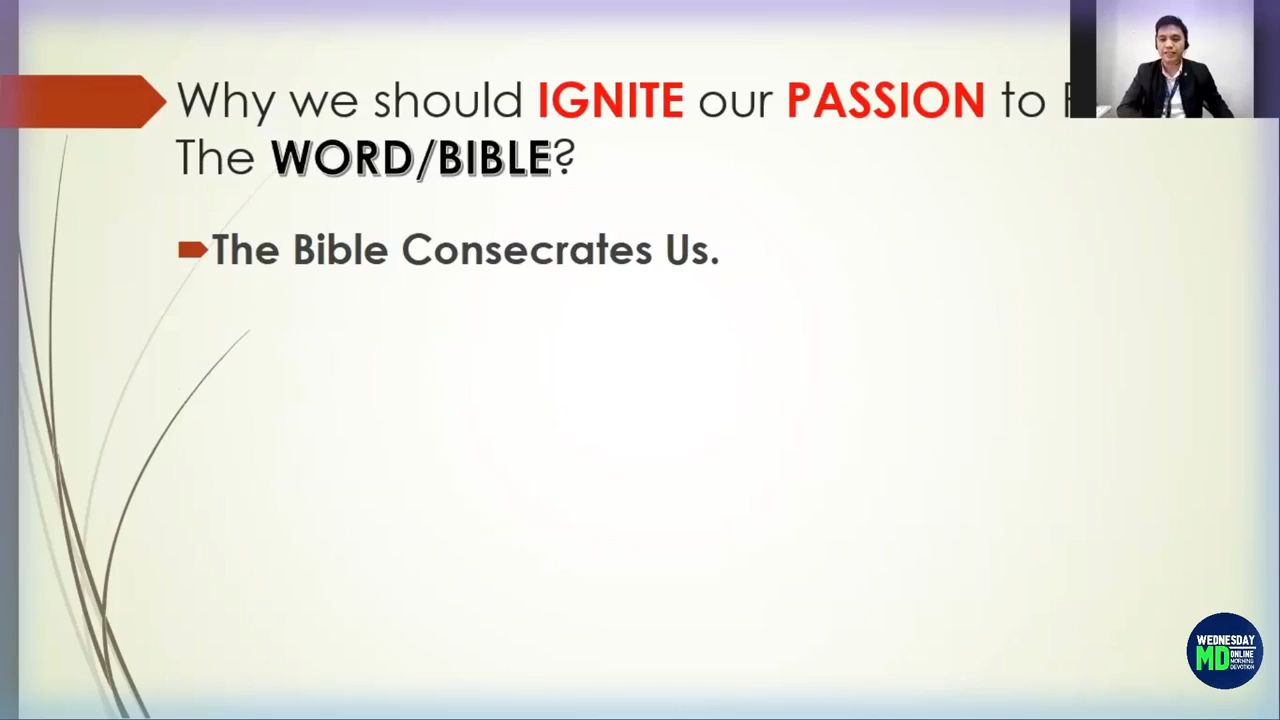 Why we should IGNITE our PASSION to
The WORD/BIBLE?
The Bible Consecrates Us.
WEDNESDAY
MD ONLINE
MORNING
DEVOTION